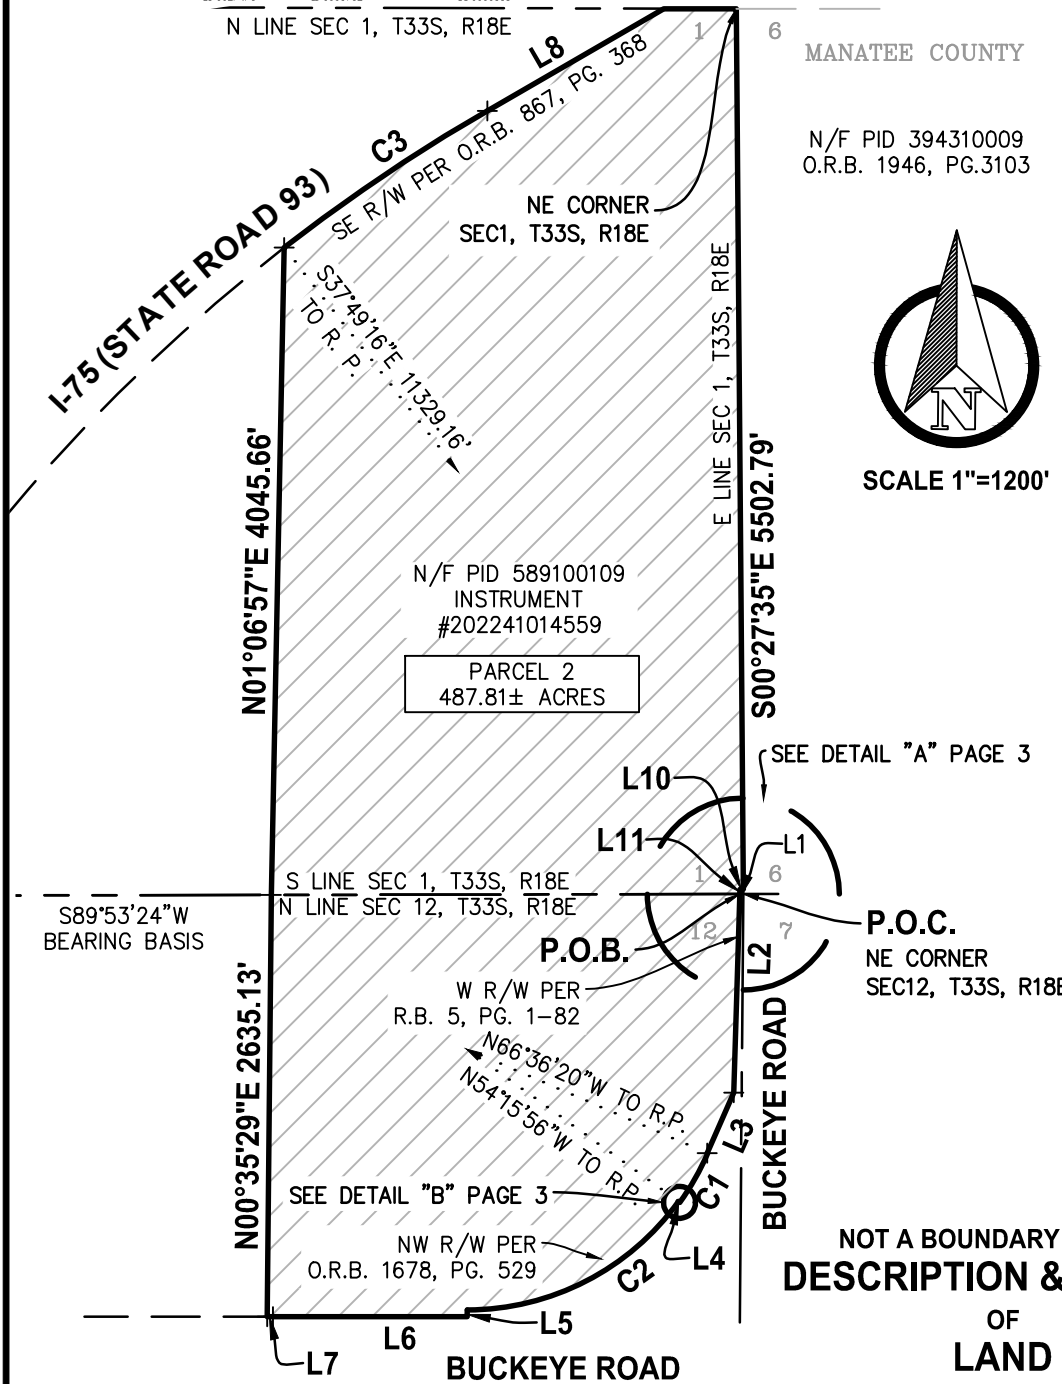 N LINE SEC 1, T33S, R18E
L8
1
6
MANATEE COUNTY
SE R/W PER O.R.B. 867, PG. 368
C3
N/F PID 394310009
O.R.B. 1946, PG.3103
NE CORNER
SEC1, T33S, R18E
I-75 (STATE ROAD 93)
S37°49'16"E 11329.16'
TO R. P.
E LINE SEC 1, T33S, R18E
N
SCALE 1"=1200'
N01°06'57"E 4045.66'
S00°27'35"E 5502.79'
N/F PID 589100109
INSTRUMENT
#202241014559
PARCEL 2
487.81± ACRES
SEE DETAIL "A" PAGE 3
L10
L11
L1
1
6
S LINE SEC 1, T33S, R18E
N LINE SEC 12, T33S, R18E
S89°53'24"W
BEARING BASIS
12
7
P.O.B.
P.O.C.
NE CORNER
SEC12, T33S, R18E
L2
W R/W PER
R.B. 5, PG. 1-82
N00°35'29"E 2635.13'
N66°36'20"W TO R.P.
N54°15'56"W TO R.P.
L3
BUCKEYE ROAD
SEE DETAIL "B" PAGE 3
C1
NW R/W PER
O.R.B. 1678, PG. 529
C2
L4
L5
L6
L7
BUCKEYE ROAD
NOT A BOUNDARY
DESCRIPTION &
OF
LAND